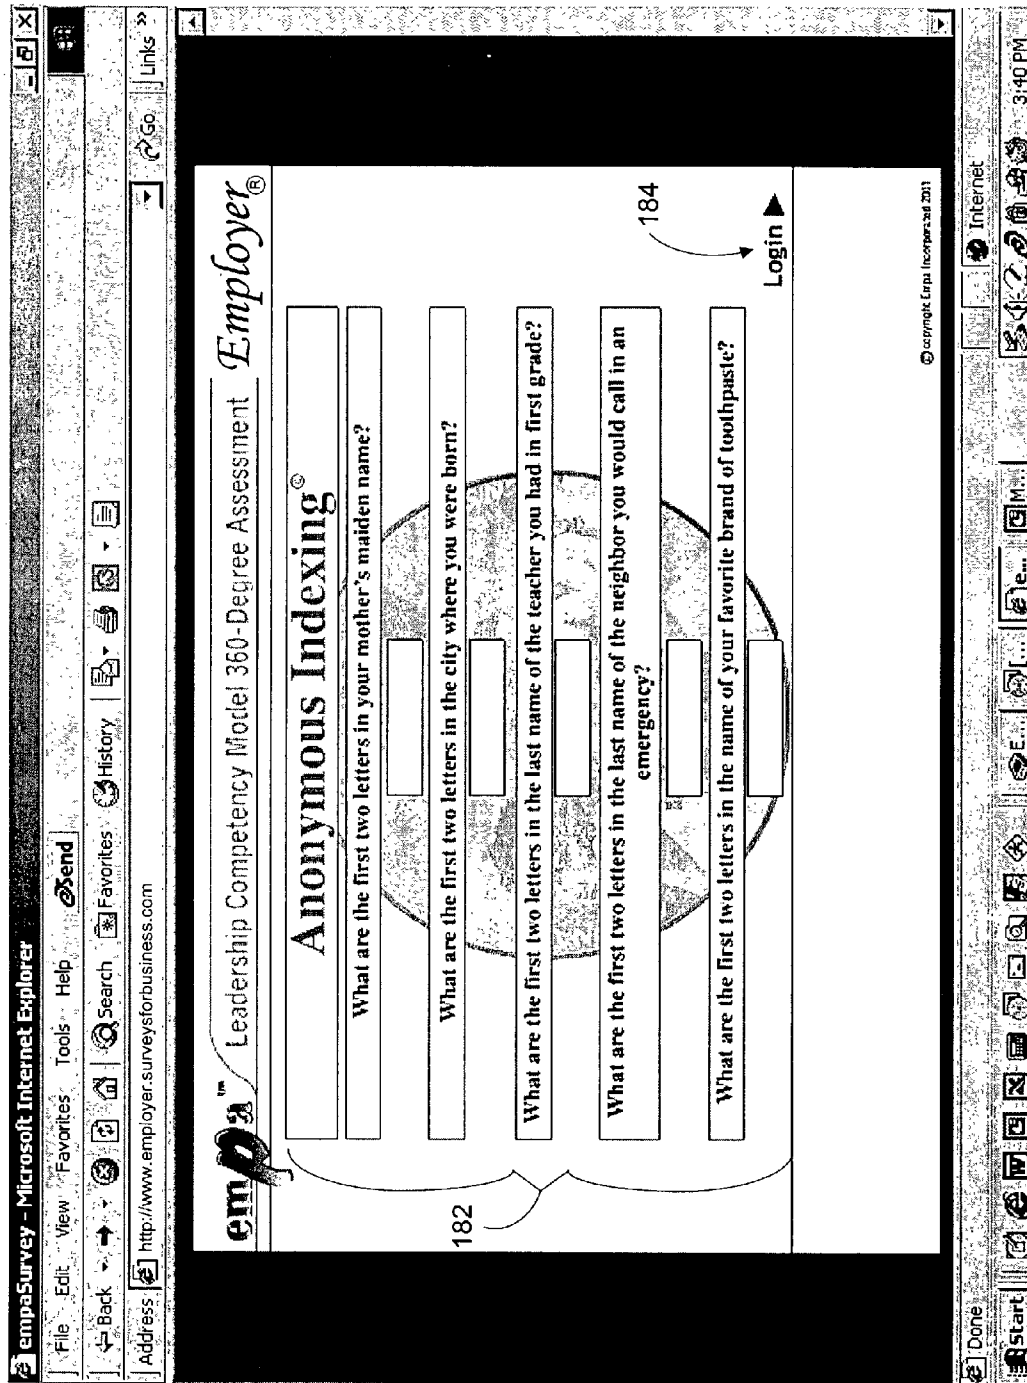 empaSurvey - Microsoft Internet Explorer
File Edit View Favorites Tools Help Send
Back Search Favorites History
Address http://www.employer.surveysforbusiness.com Go Links »
empa™ Leadership Competency Model 360-Degree Assessment Employer®
Anonymous Indexing©
What are the first two letters in your mother's maiden name?
What are the first two letters in the city where you were born?
What are the first two letters in the last name of the teacher you had in first grade?
What are the first two letters in the last name of the neighbor you would call in an
emergency?
What are the first two letters in the name of your favorite brand of toothpaste?
182
184
Login
© copyright Empa Incorporated
Done Internet
Start E... [... e... M... 3:40 PM